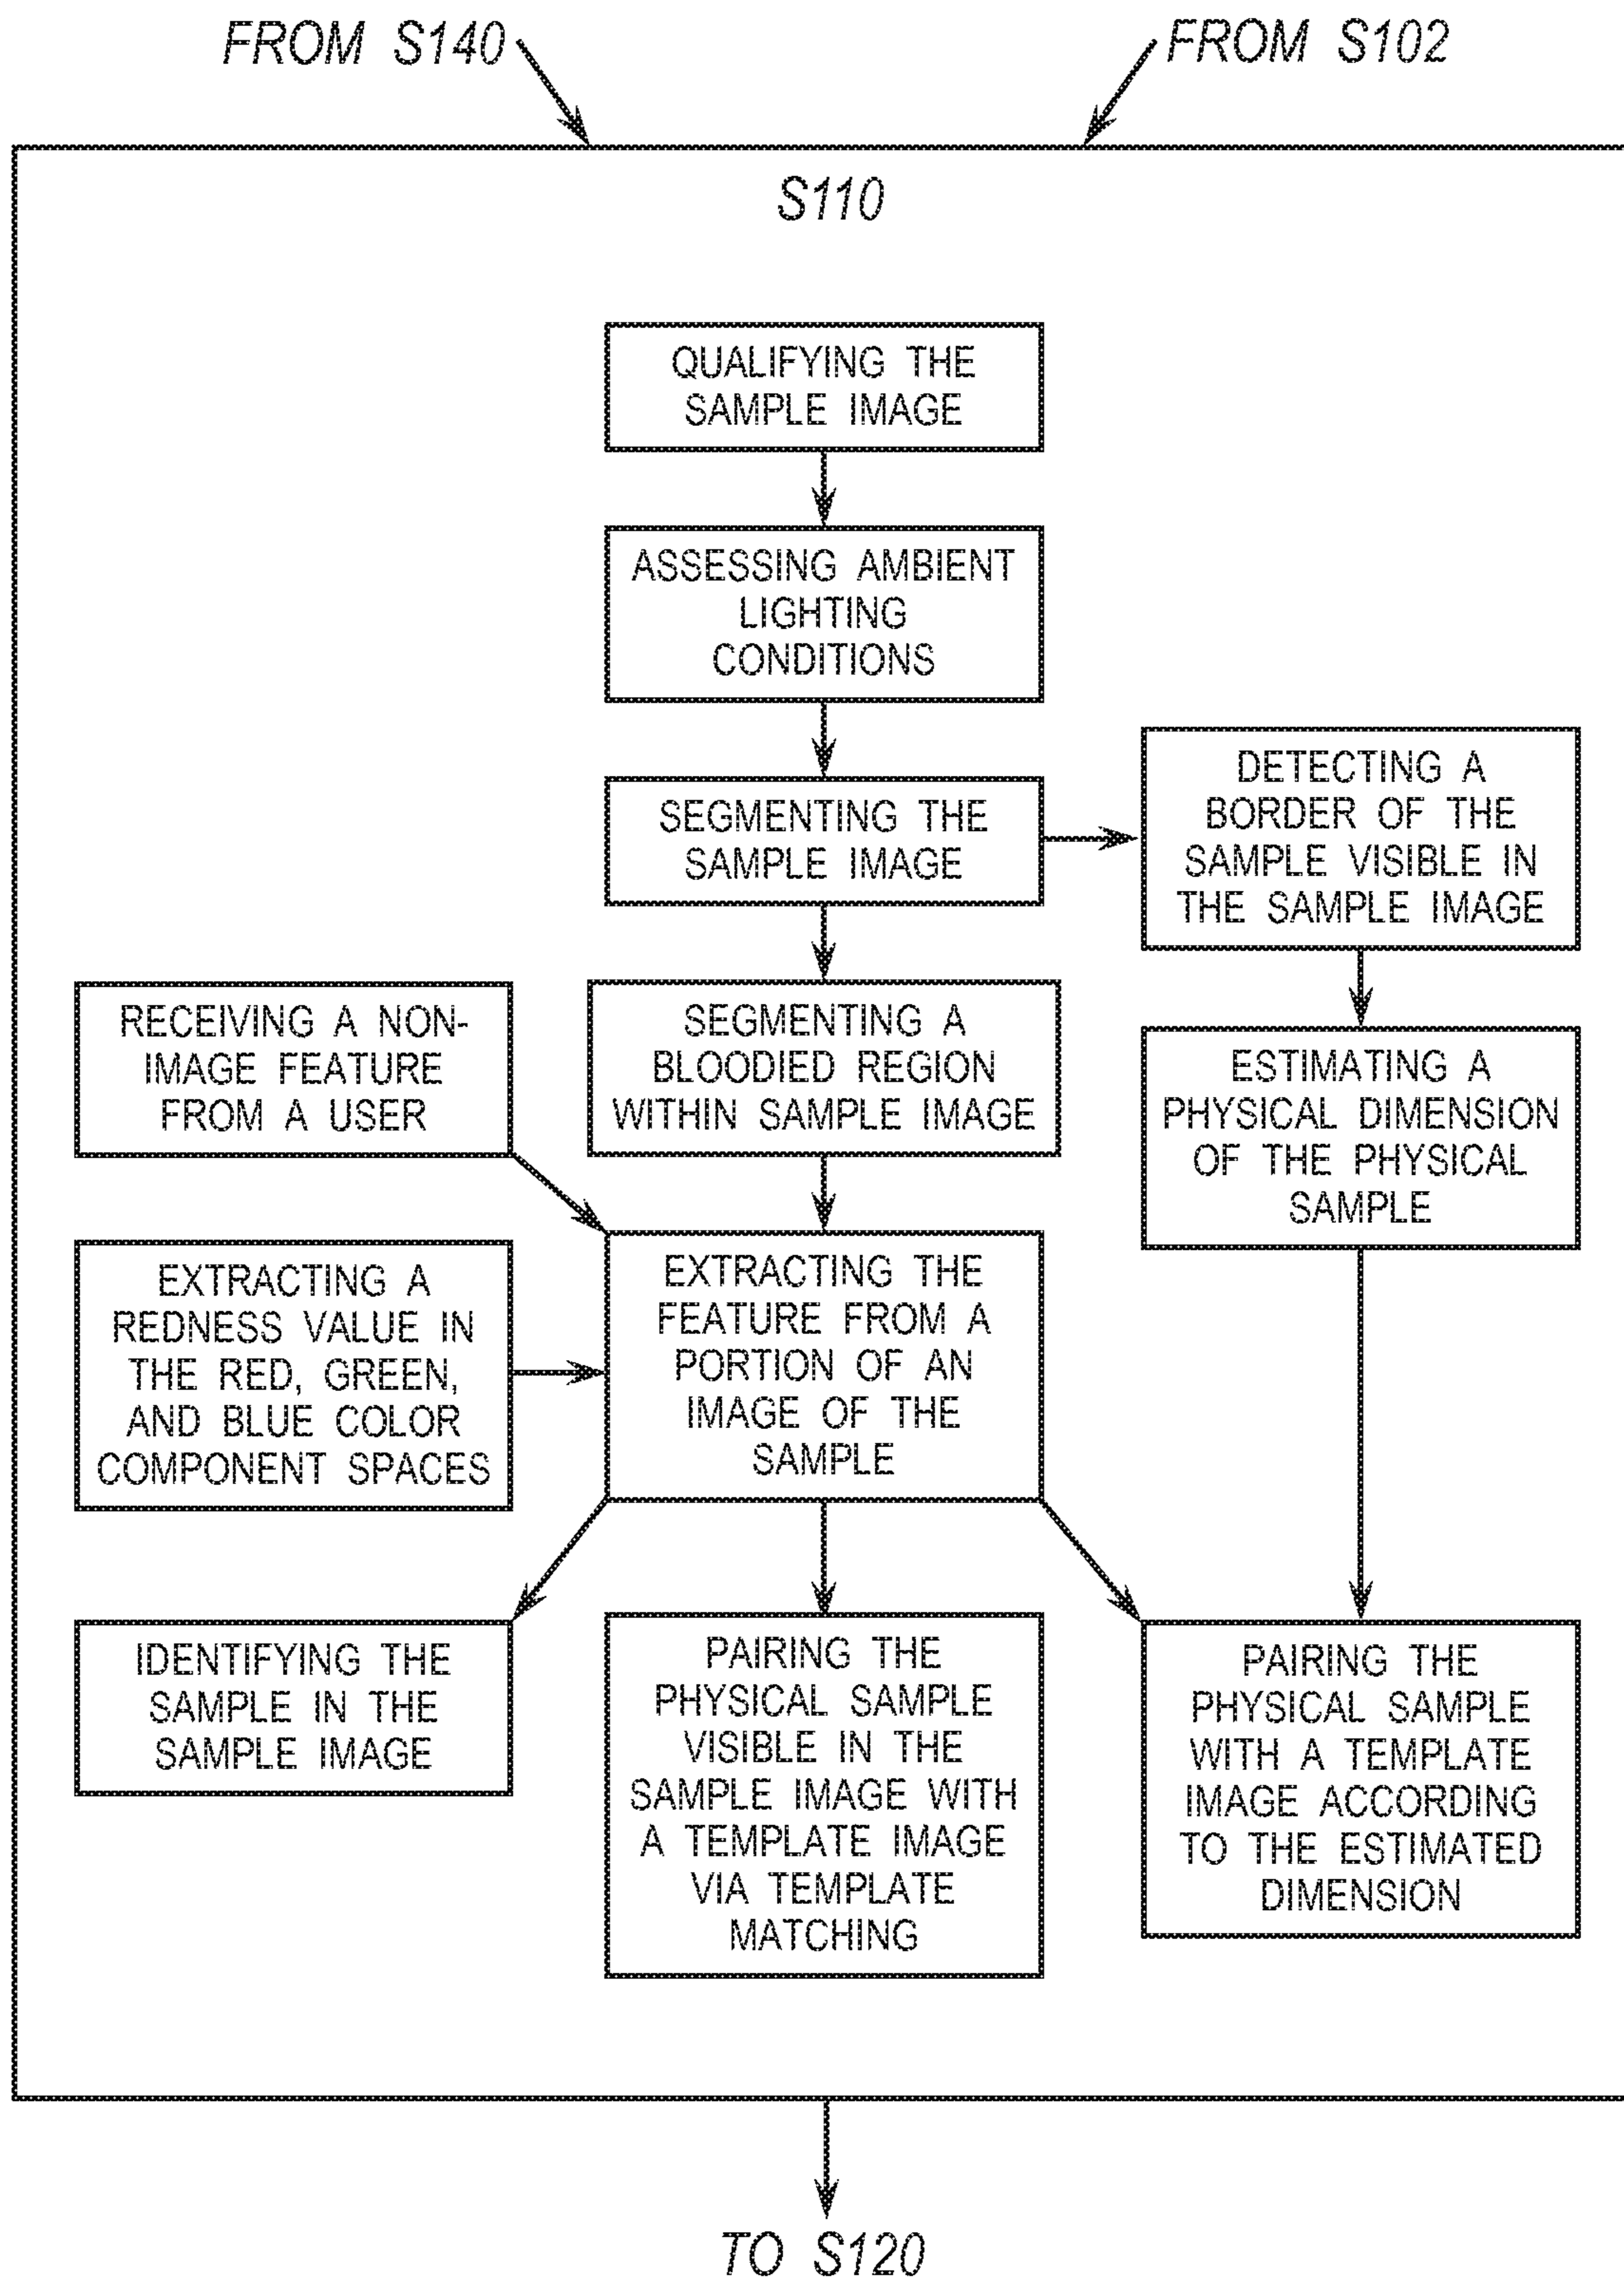 FROM S140
FROM S102
S110
QUALIFYING THE
SAMPLE IMAGE
ASSESSING AMBIENT
LIGHTING
CONDITIONS
SEGMENTING THE
SAMPLE IMAGE
DETECTING A
BORDER OF THE
SAMPLE VISIBLE IN
THE SAMPLE IMAGE
RECEIVING A NON-
IMAGE FEATURE
FROM A USER
SEGMENTING A
BLOODIED REGION
WITHIN SAMPLE IMAGE
ESTIMATING A
PHYSICAL DIMENSION
OF THE PHYSICAL
SAMPLE
EXTRACTING A
REDNESS VALUE IN
THE RED, GREEN,
AND BLUE COLOR
COMPONENT SPACES
EXTRACTING THE
FEATURE FROM A
PORTION OF AN
IMAGE OF THE
SAMPLE
IDENTIFYING THE
SAMPLE IN THE
SAMPLE IMAGE
PAIRING THE
PHYSICAL SAMPLE
VISIBLE IN THE
SAMPLE IMAGE WITH
A TEMPLATE IMAGE
VIA TEMPLATE
MATCHING
PAIRING THE
PHYSICAL SAMPLE
WITH A TEMPLATE
IMAGE ACCORDING
TO THE ESTIMATED
DIMENSION
TO S120